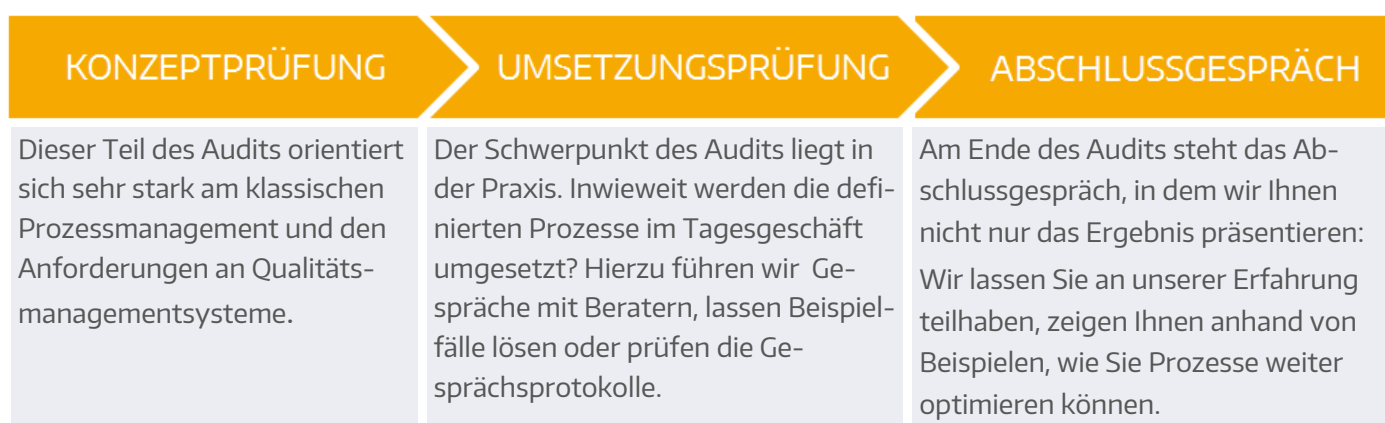 KONZEPTPRÜFUNG
UMSETZUNGSPRÜFUNG
ABSCHLUSSGESPRÄCH
Dieser Teil des Audits orientiert
sich sehr stark am klassischen
Prozessmanagement und den
Anforderungen an Qualitäts-
managementsysteme.
Der Schwerpunkt des Audits liegt in
der Praxis. Inwieweit werden die defi-
nierten Prozesse im Tagesgeschäft
umgesetzt? Hierzu führen wir Ge-
spräche mit Beratern, lassen Beispiel-
fälle lösen oder prüfen die Ge-
sprächsprotokolle.
Am Ende des Audits steht das Ab-
schlussgespräch, in dem wir Ihnen
nicht nur das Ergebnis präsentieren:
Wir lassen Sie an unserer Erfahrung
teilhaben, zeigen Ihnen anhand von
Beispielen, wie Sie Prozesse weiter
optimieren können.